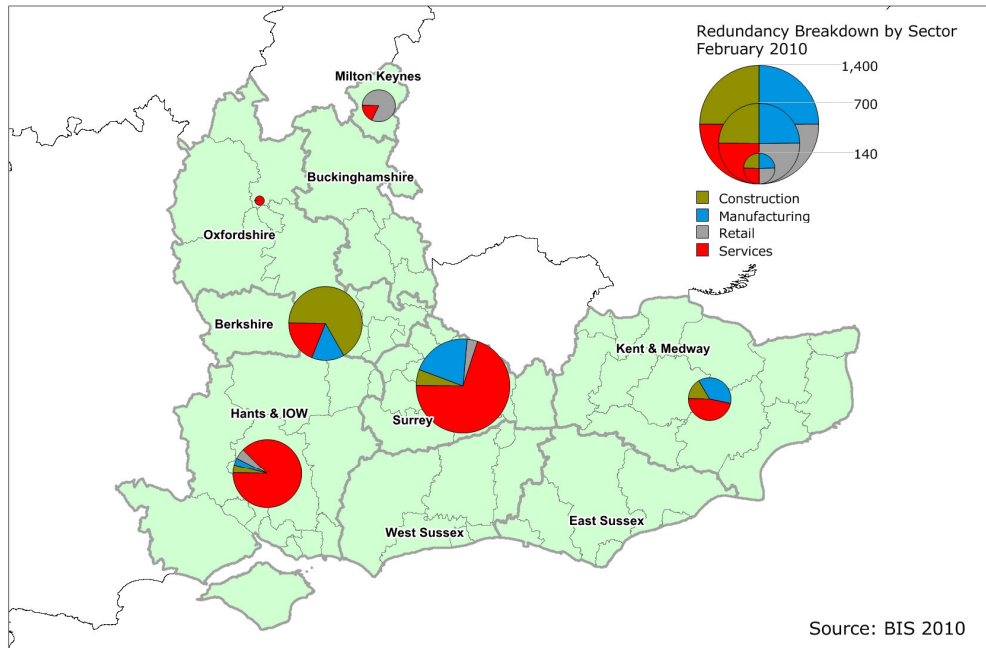 Redundancy Breakdown by Sector
February 2010
1,400
700
140
Construction
Manufacturing
Retail
Services
Milton Keynes
Buckinghamshire
Oxfordshire
Berkshire
Kent & Medway
Hants & IOW
Surrey
West Sussex
East Sussex
Source: BIS 2010